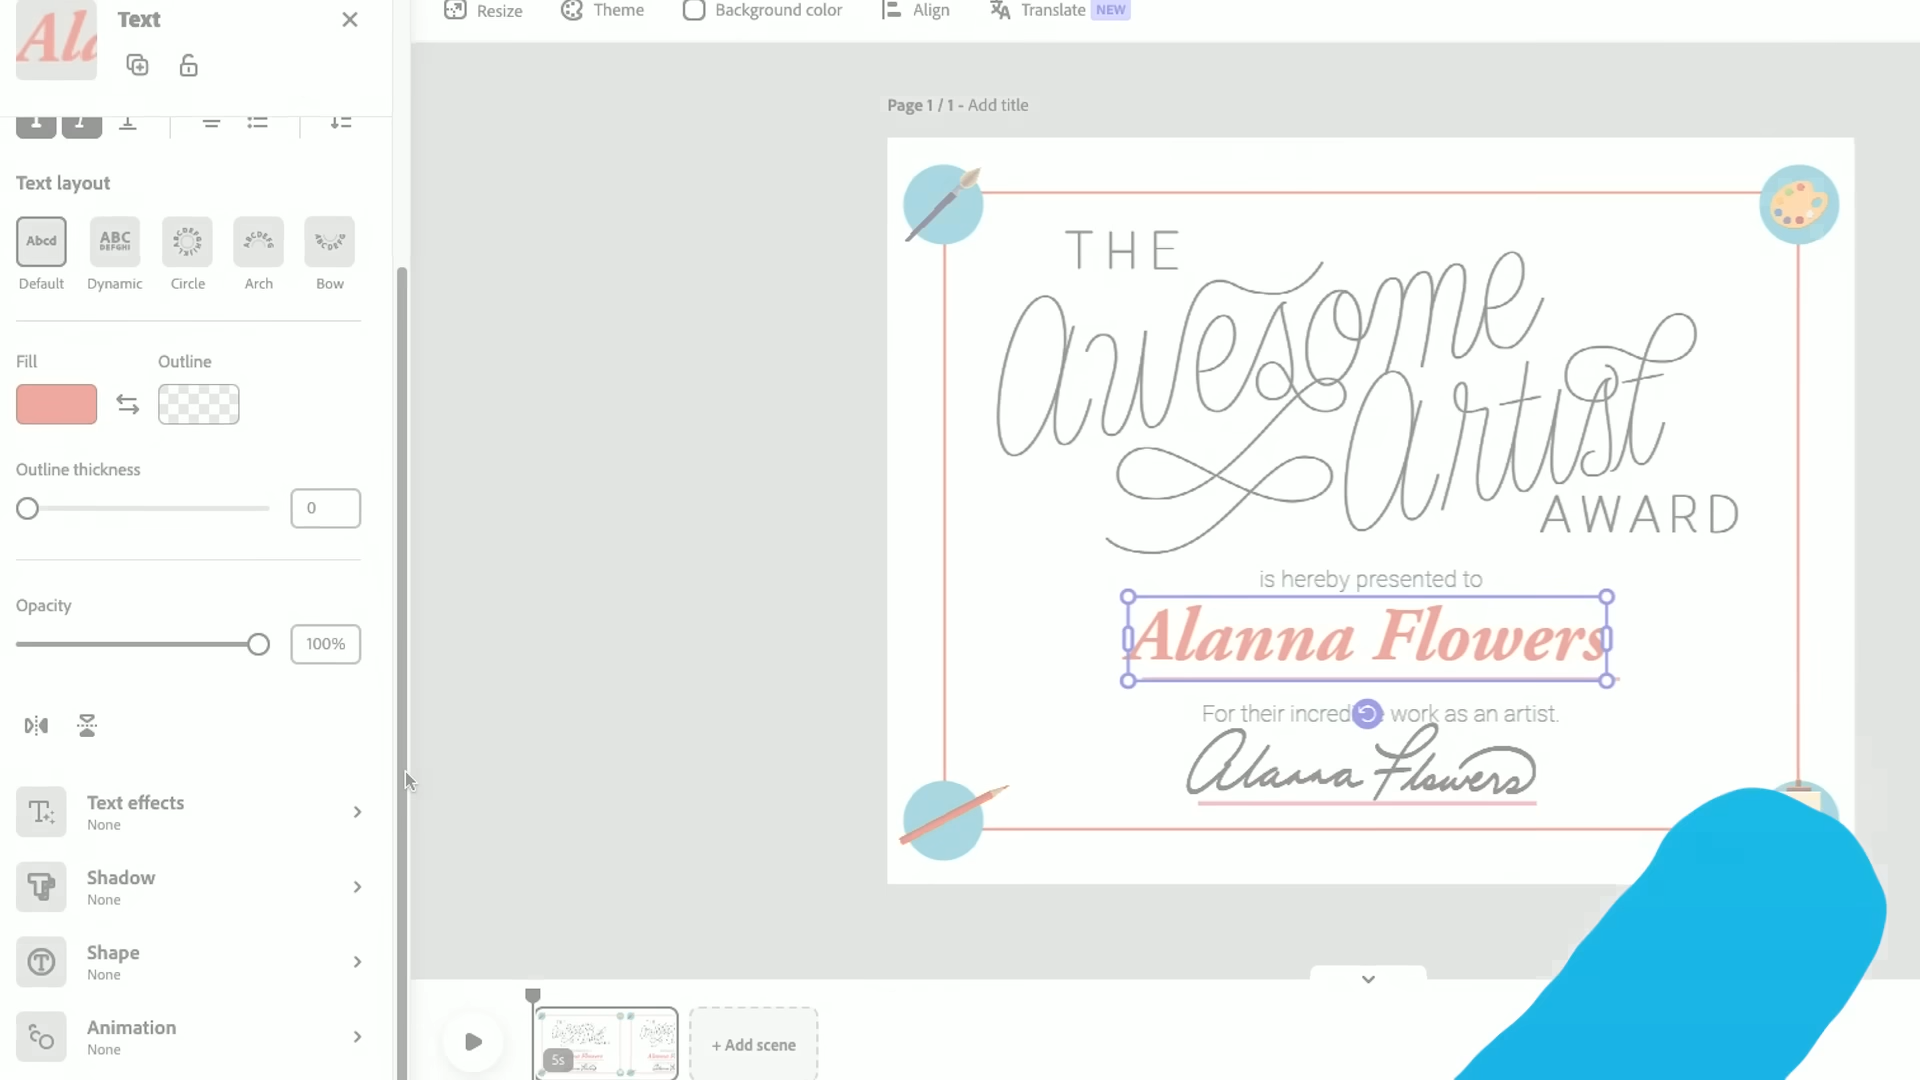 Ala
Text
Resize
Theme
Background color
Align
Translate NEW
Page 1 / 1 - Add title
Text layout
Abcd
ABC
DEFGHI
Default
Dynamic
Circle
Arch
Bow
Fill
Outline
Outline thickness
0
Opacity
100%
Text effects
None
Shadow
None
Shape
None
Animation
None
THE
Awesome
Artist
AWARD
is hereby presented to
Alanna Flowers
For their work as an artist.
Alanna Flowers
5s
+ Add scene